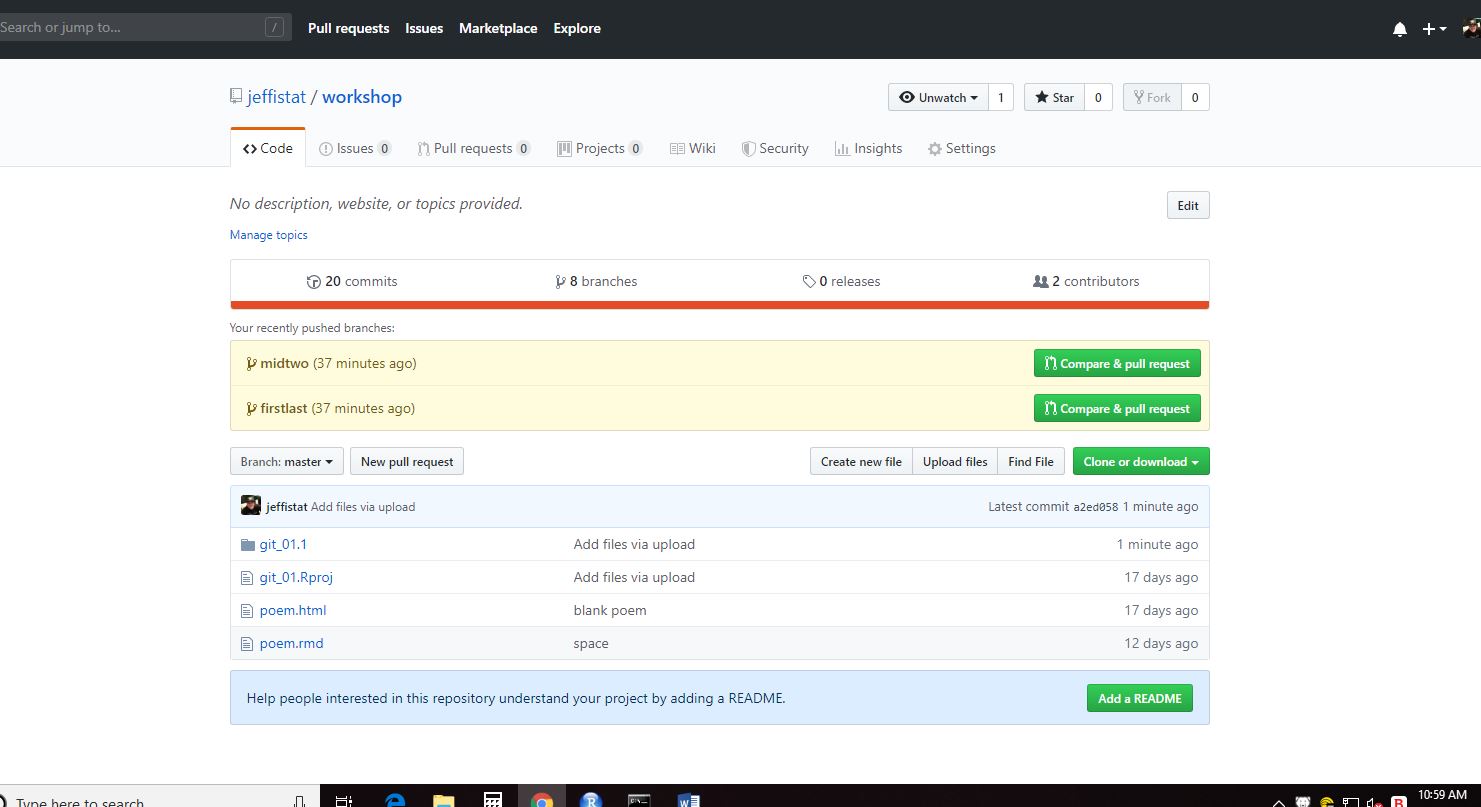 Search or jump to... / Pull requests Issues Marketplace Explore
jeffistat / workshop Unwatch 1 Star 0 Fork 0
Code Issues 0 Pull requests 0 Projects 0 Wiki Security Insights Settings
No description, website, or topics provided. Edit
Manage topics
20 commits 8 branches 0 releases 2 contributors
Your recently pushed branches:
midtwo (37 minutes ago) Compare & pull request
firstlast (37 minutes ago) Compare & pull request
Branch: master New pull request Create new file Upload files Find File Clone or download
jeffistat Add files via upload Latest commit a2ed058 1 minute ago
git_01.1 Add files via upload 1 minute ago
git_01.Rproj Add files via upload 17 days ago
poem.html blank poem 17 days ago
poem.rmd space 12 days ago
Help people interested in this repository understand your project by adding a README. Add a README
Type here to search 10:59 AM